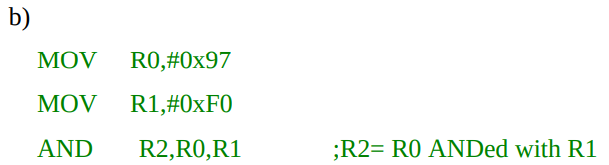 b)
MOV R0,#0x97
MOV R1,#0xF0
AND R2,R0,R1 ;R2= R0 ANDed with R1